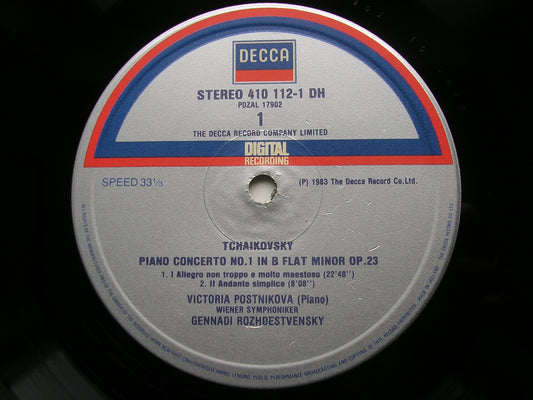 DECCA
STEREO 410 112-1 DH
PDZAL 17902
1
THE DECCA RECORD COMPANY LIMITED
DIGITAL
RECORDING
SPEED 33⅓
(P) 1983 The Decca Record Co.Ltd.
TCHAIKOVSKY
PIANO CONCERTO NO.1 IN B FLAT MINOR OP.23
1. I Allegro non troppo e molto maestoso (22'48'')
2. II Andante simplice (8'08'')
VICTORIA POSTNIKOVA (Piano)
WIENER SYMPHONIKER
GENNADI ROZHDESTVENSKY